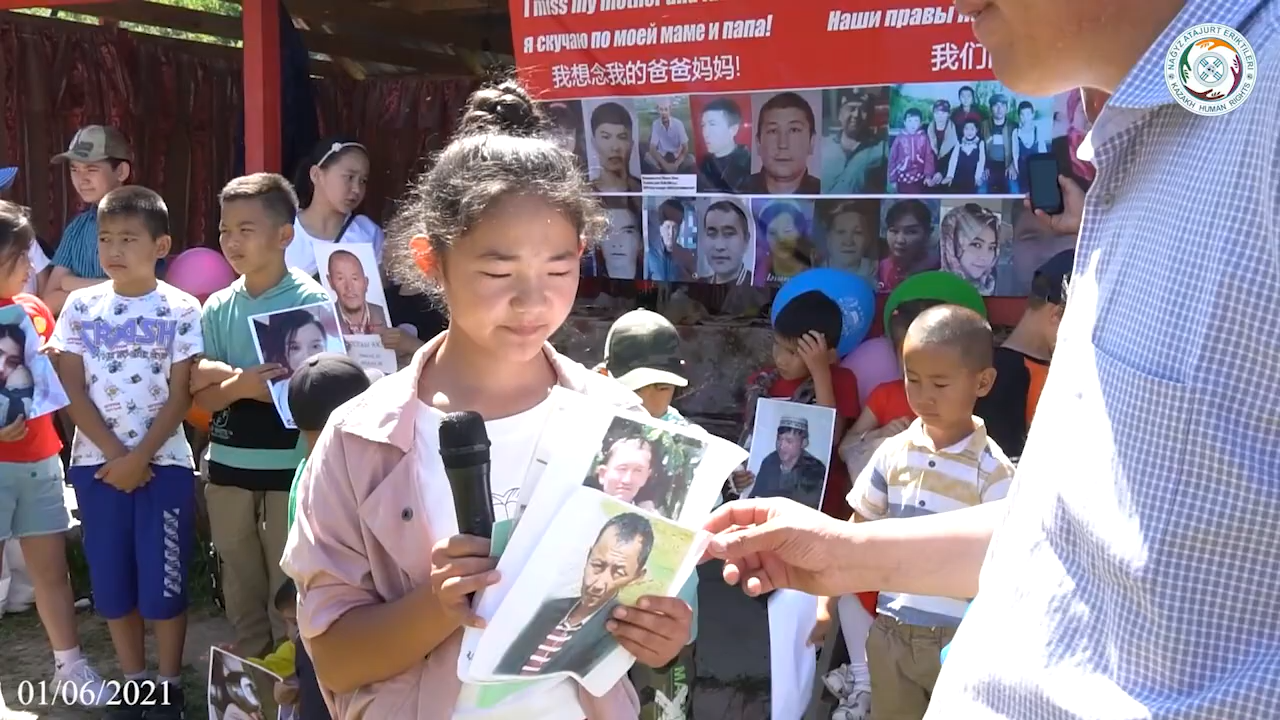 I miss my mother and
я скучаю по моей маме и папа!
我想念我的爸爸妈妈!
Наши правы
我们
NAGYZ ATAJURT ERIKTILERI
KAZAKH HUMAN RIGHTS
CRASH
01/06/2021